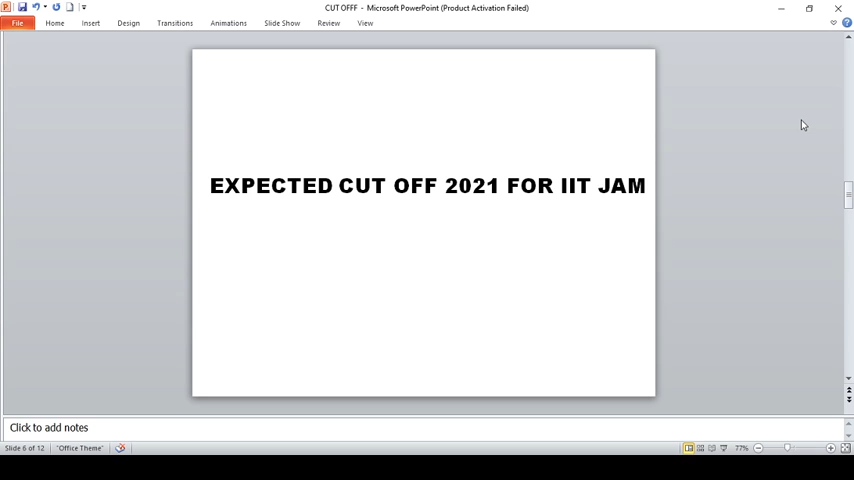 CUT OFFF - Microsoft PowerPoint (Product Activation Failed)
File Home Insert Design Transitions Animations Slide Show Review View
EXPECTED CUT OFF 2021 FOR IIT JAM
Click to add notes
Slide 6 of 12 "Office Theme" 77%